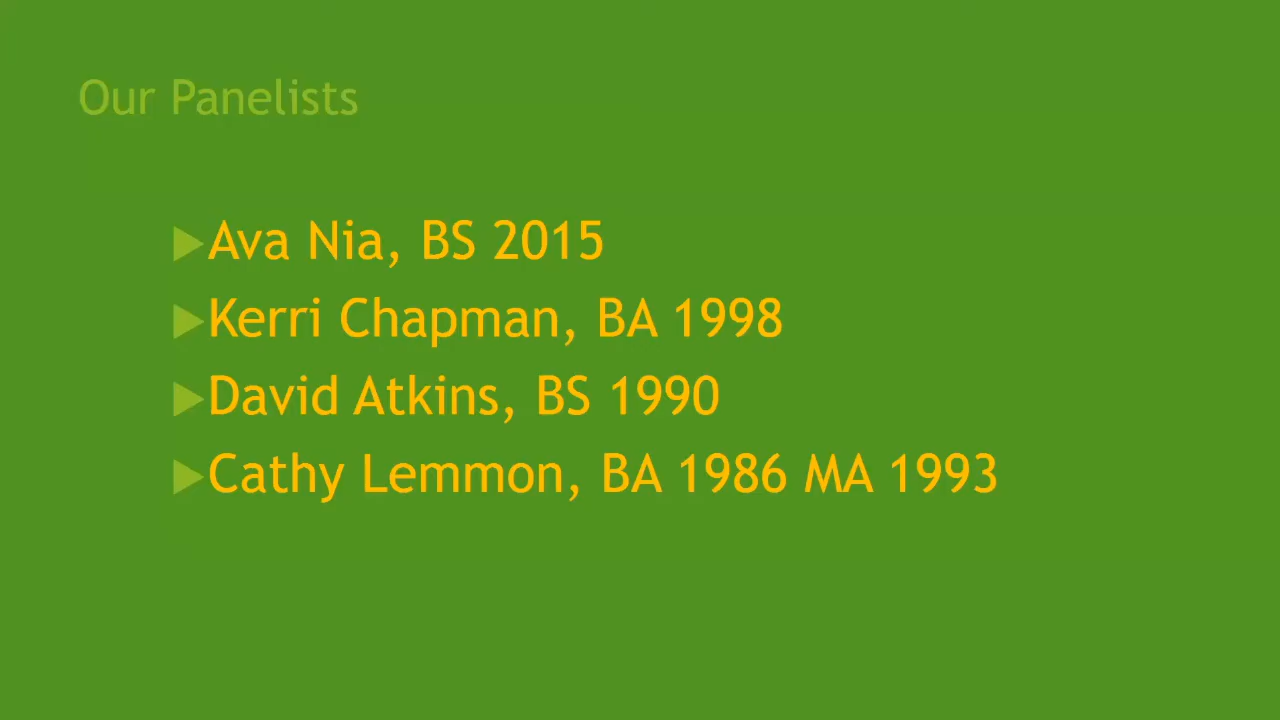 Our Panelists
Ava Nia, BS 2015
Kerri Chapman, BA 1998
David Atkins, BS 1990
Cathy Lemmon, BA 1986 MA 1993